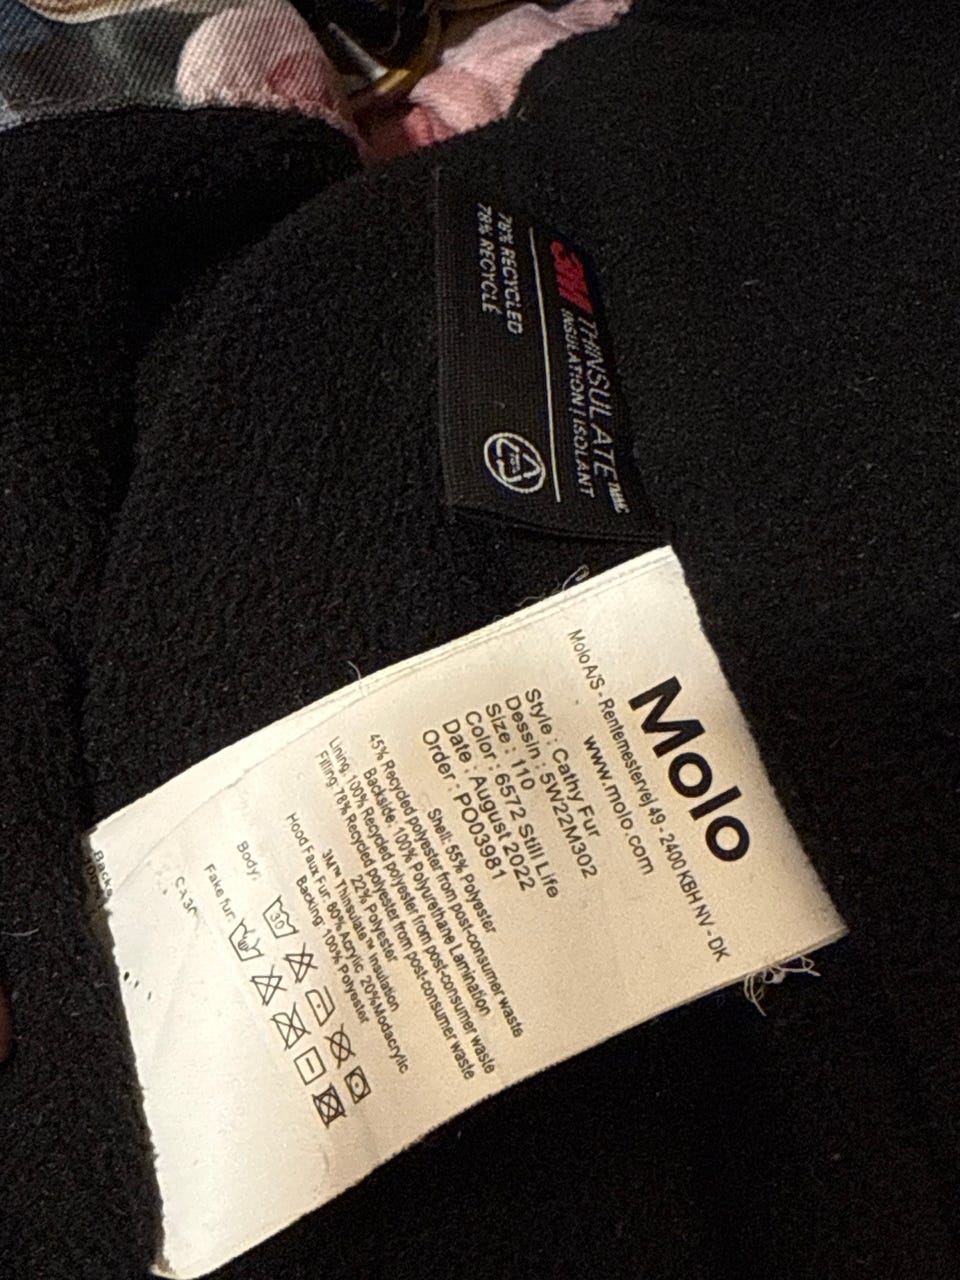 3M THINSULATE™
INSULATION | ISOLANT
78% RECYCLED
78% RECYCLÉ
Molo
Molo A/S - Rentemestervej 49 - 2400 KBH NV - DK
www.molo.com
Style : Cathy Fur
Dessin : 5W22M302
Size : 110
Color : 6572 Still Life
Date : August 2022
Order : PO03981
Shell: 55% Polyester
45% Recycled polyester from post-consumer waste
Backside: 100% Polyurethane Lamination
Lining: 100% Recycled polyester from post-consumer waste
Filling: 78% Recycled polyester from post-consumer waste
22% Polyester
3M™ Thinsulate™ Insulation
Hood Faux Fur: 80% Acrylic, 20% Modacrylic
Backing: 100% Polyester
Body:
30
Fake fur: